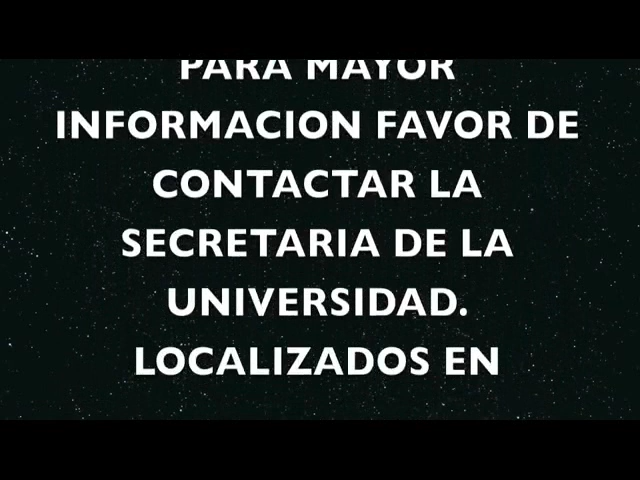 PARA MAYOR
INFORMACION FAVOR DE
CONTACTAR LA
SECRETARIA DE LA
UNIVERSIDAD.
LOCALIZADOS EN